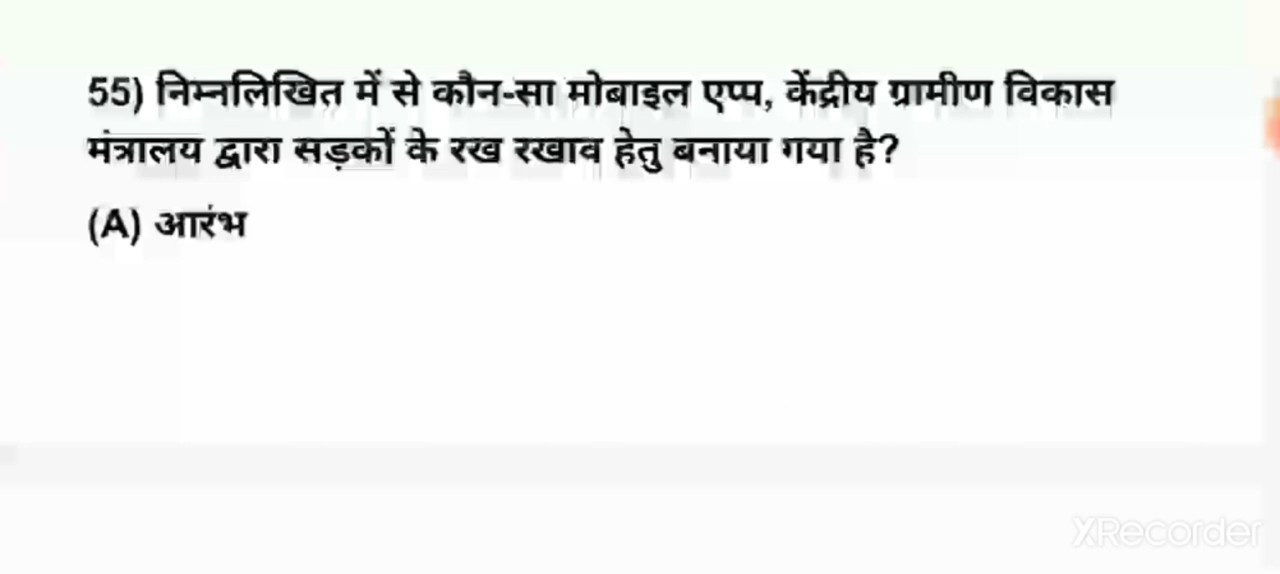 55) निम्नलिखित में से कौन-सा मोबाइल एप्प, केंद्रीय ग्रामीण विकास
मंत्रालय द्वारा सड़कों के रख रखाव हेतु बनाया गया है?
(A) आरंभ
XRecorder